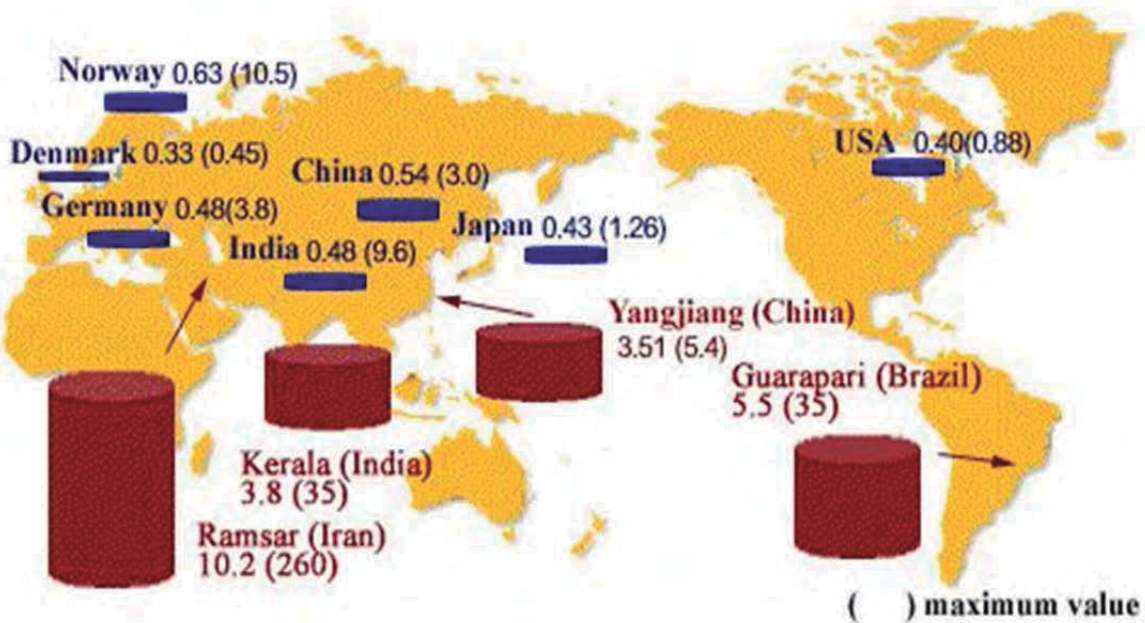 Norway 0.63 (10.5)
Denmark 0.33 (0.45)
China 0.54 (3.0)
USA 0.40(0.88)
Germany 0.48(3.8)
Japan 0.43 (1.26)
India 0.48 (9.6)
Yangjiang (China)
3.51 (5.4)
Guarapari (Brazil)
5.5 (35)
Kerala (India)
3.8 (35)
Ramsar (Iran)
10.2 (260)
( ) maximum value